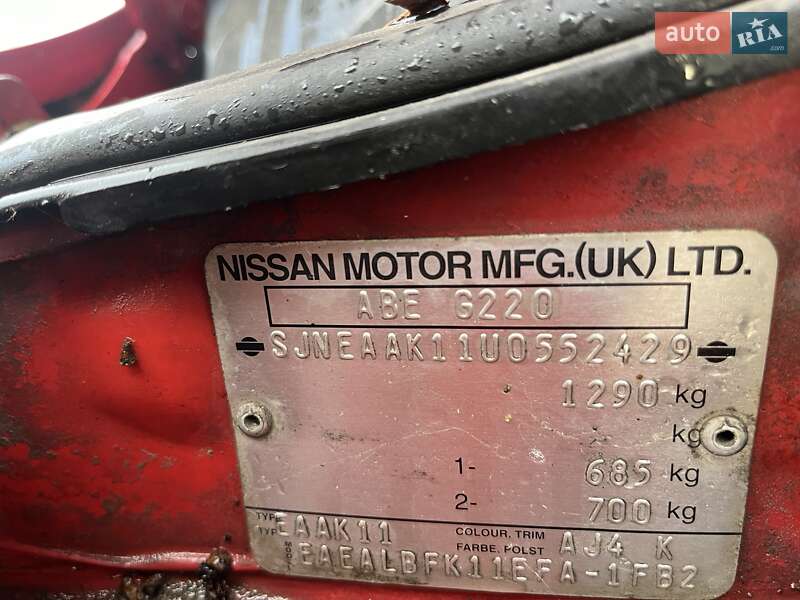 auto RIA
NISSAN MOTOR MFG.(UK) LTD.
ABE G220
SJNEAAK11U0552429
1290 kg
kg
1- 685 kg
2- 700 kg
TYPE TYP EAAK11 COLOUR. TRIM FARBE. POLST AJ4 K
EAEALBFK11EFA-1FB2